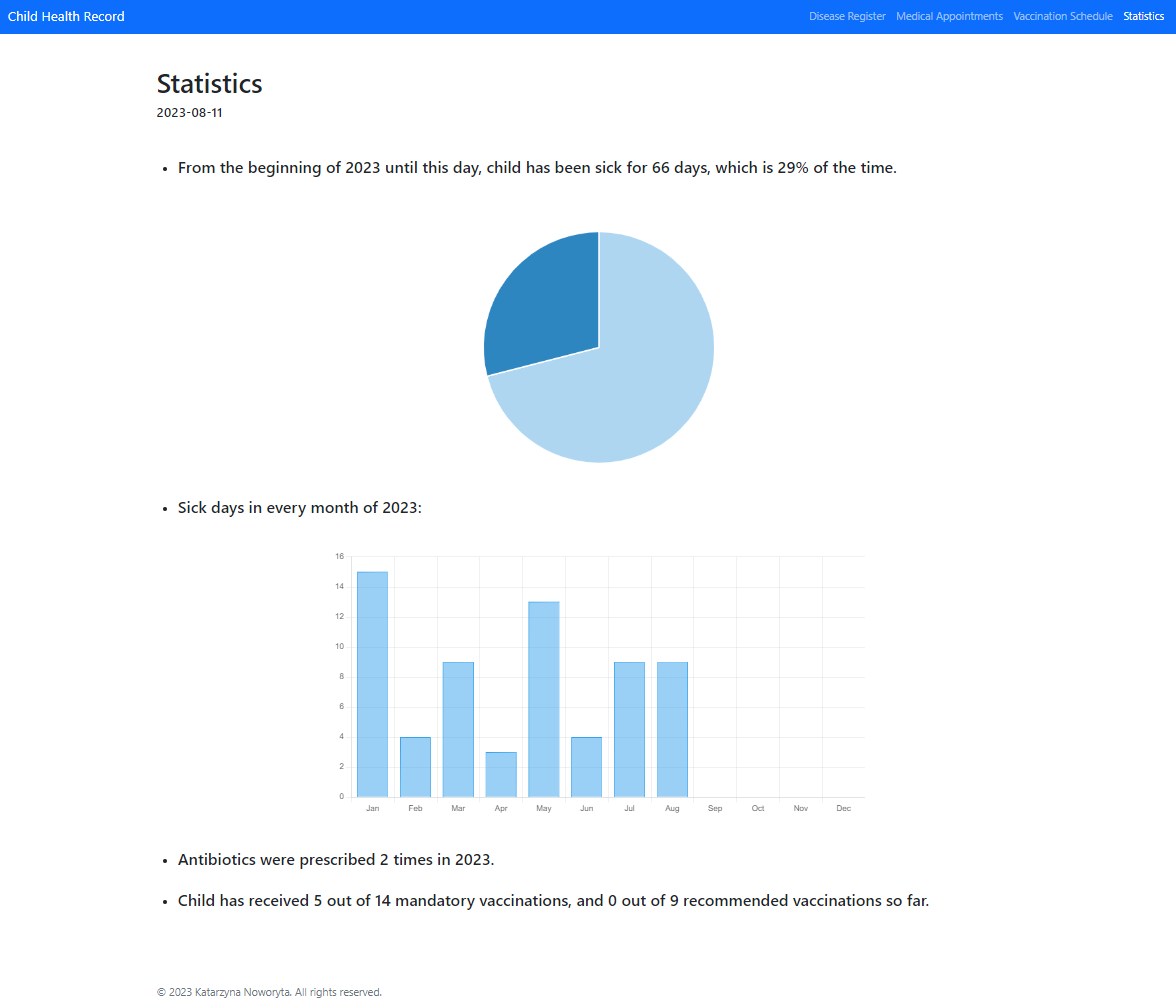 Child Health Record
Disease Register Medical Appointments Vaccination Schedule Statistics
Statistics
2023-08-11
From the beginning of 2023 until this day, child has been sick for 66 days, which is 29% of the time.
Sick days in every month of 2023:
16
14
12
10
8
6
4
2
0
Jan Feb Mar Apr May Jun Jul Aug Sep Oct Nov Dec
Antibiotics were prescribed 2 times in 2023.
Child has received 5 out of 14 mandatory vaccinations, and 0 out of 9 recommended vaccinations so far.
© 2023 Katarzyna Noworyta. All rights reserved.